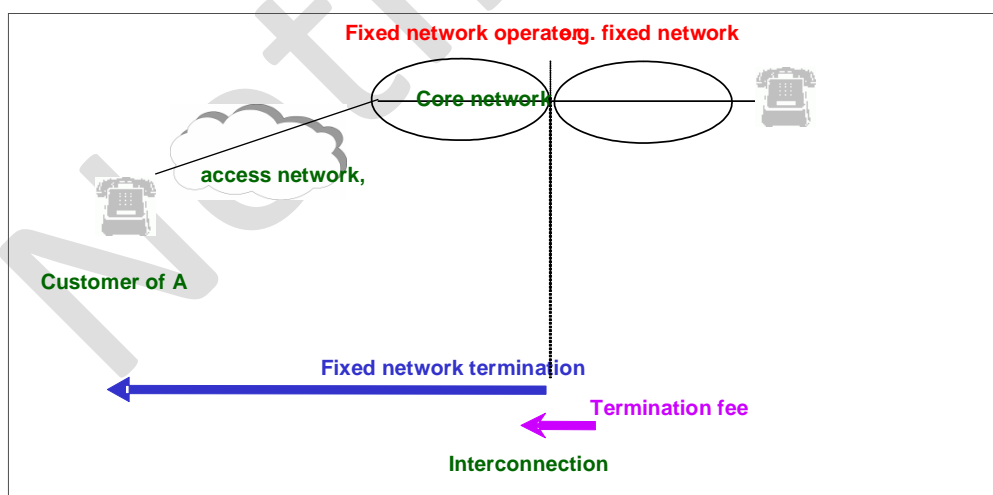 Fixed network operator
e.g. fixed network
Core network
access network,
Customer of A
Fixed network termination
Termination fee
Interconnection